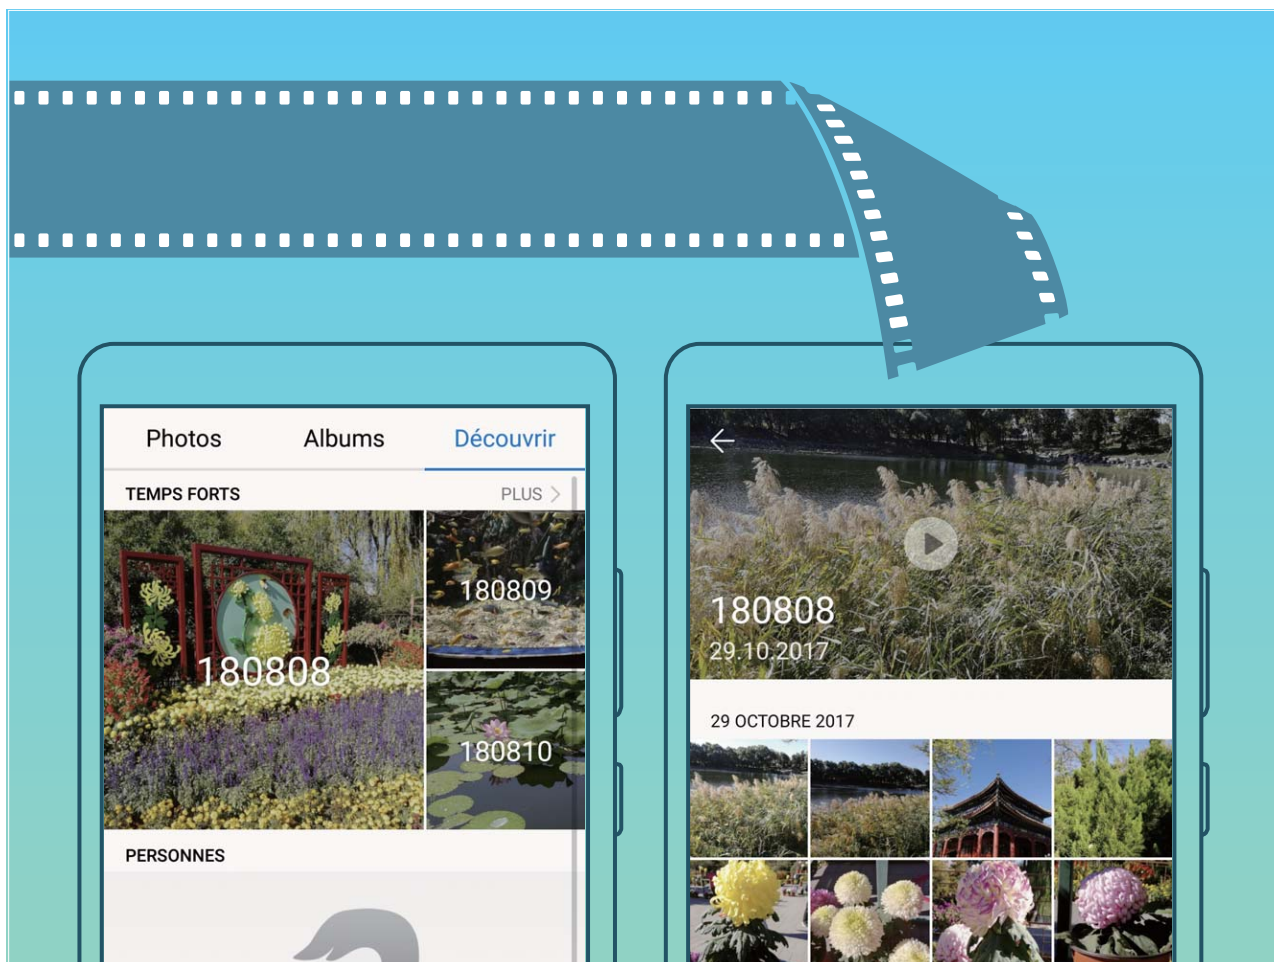 Photos Albums Découvrir
TEMPS FORTS PLUS
180809
180808
180810
PERSONNES
180808
29.10.2017
29 OCTOBRE 2017